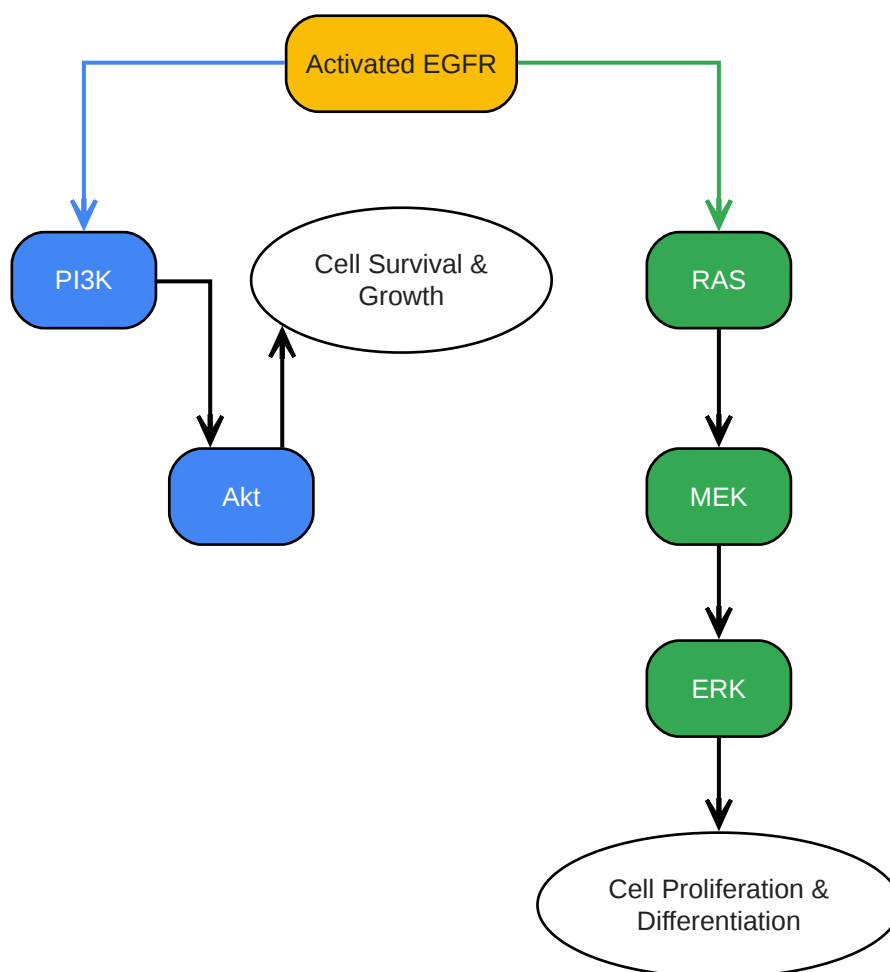 Activated EGFR
PI3K
Cell Survival &
Growth
RAS
Akt
MEK
ERK
Cell Proliferation &
Differentiation